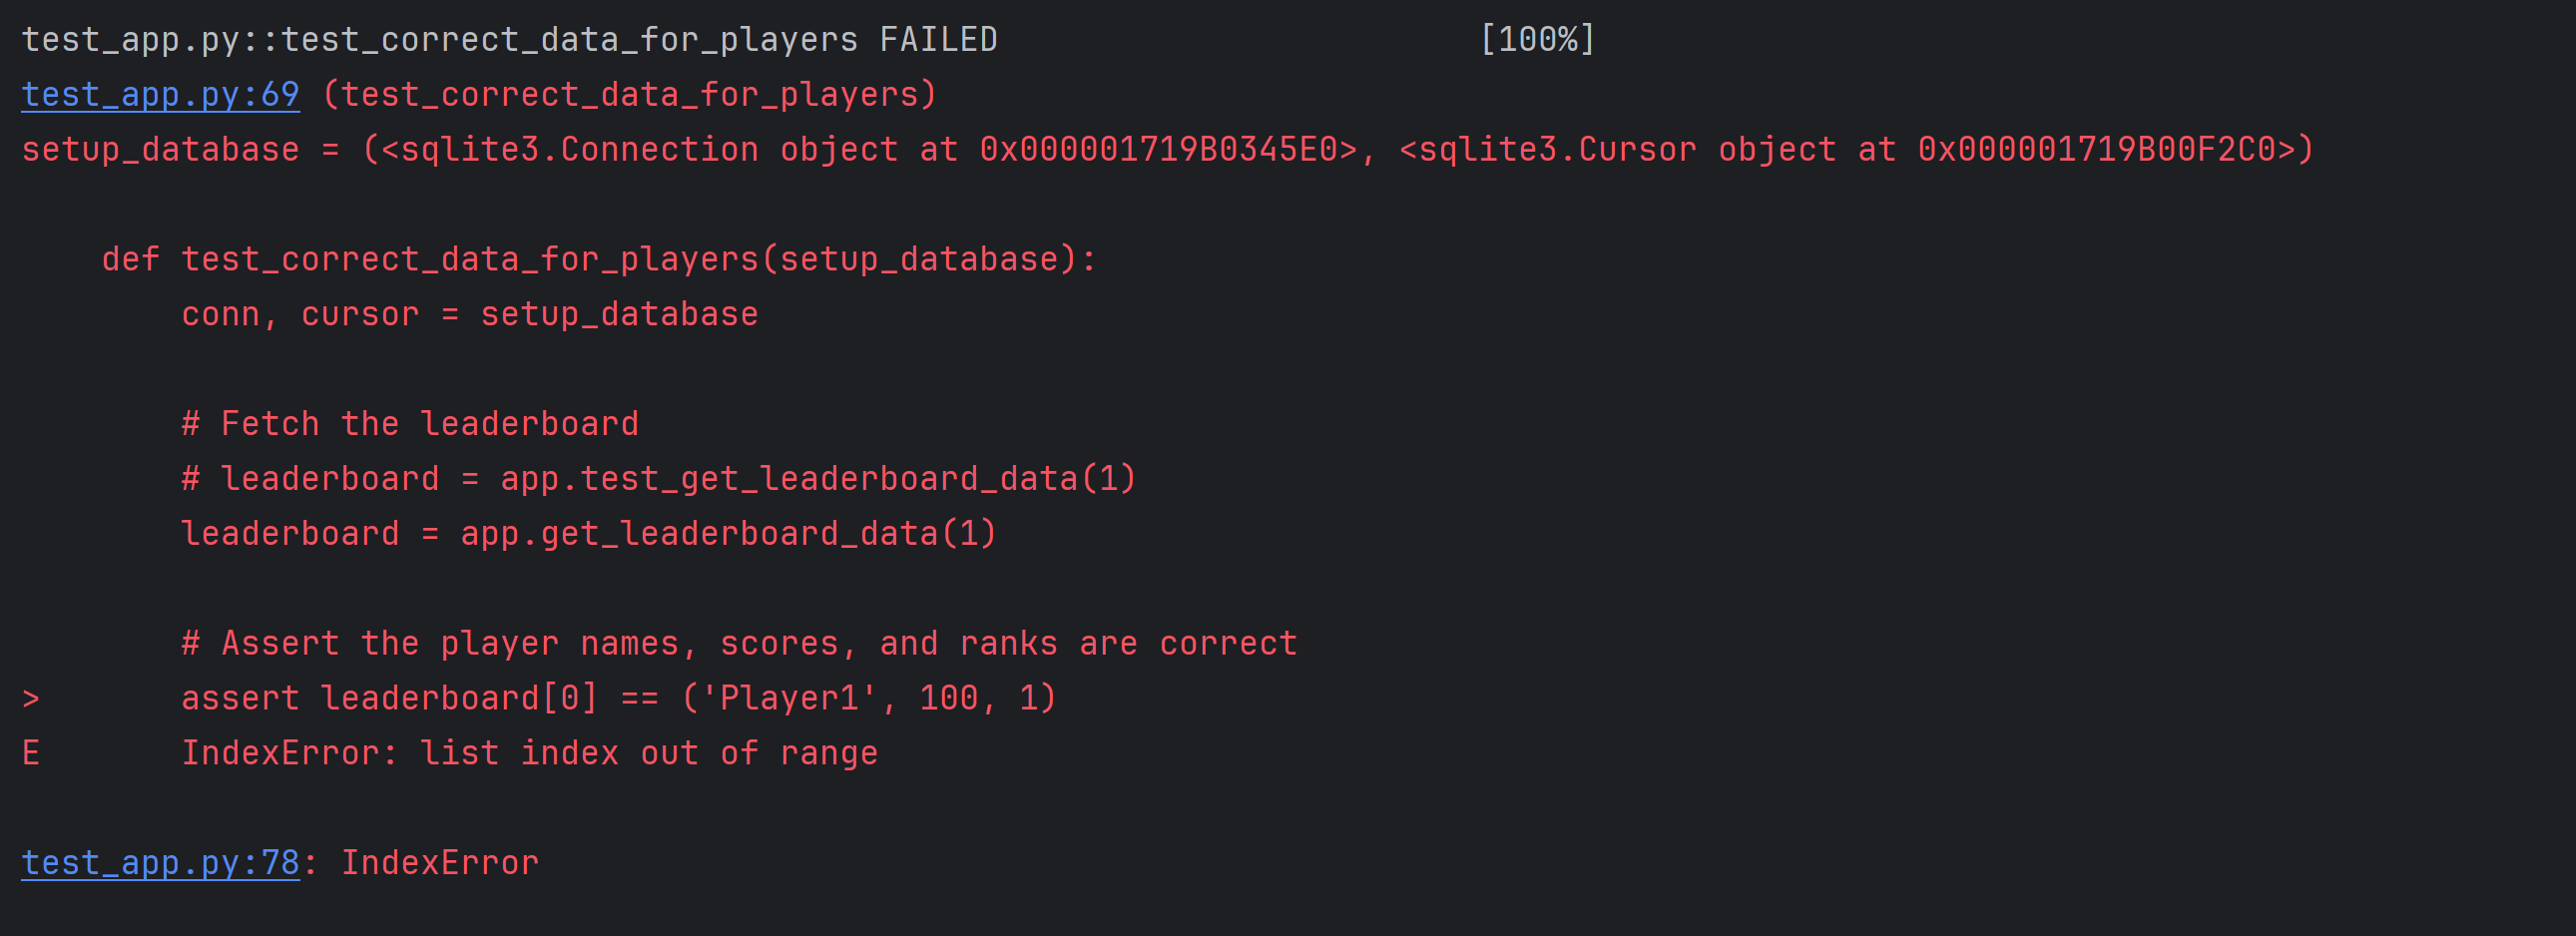 test_app.py::test_correct_data_for_players FAILED [100%]
test_app.py:69 (test_correct_data_for_players)
setup_database = (<sqlite3.Connection object at 0x000001719B0345E0>, <sqlite3.Cursor object at 0x000001719B00F2C0>)
def test_correct_data_for_players(setup_database):
conn, cursor = setup_database
# Fetch the leaderboard
# leaderboard = app.test_get_leaderboard_data(1)
leaderboard = app.get_leaderboard_data(1)
# Assert the player names, scores, and ranks are correct
> assert leaderboard[0] == ('Player1', 100, 1)
E IndexError: list index out of range
test_app.py:78: IndexError